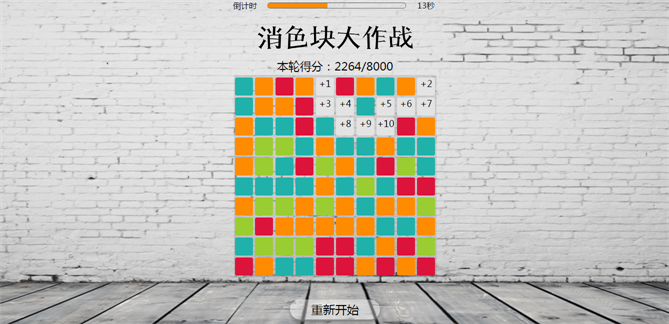 倒计时 13秒
消色块大作战
本轮得分：2264/8000
+1 +2
+3 +4 +5 +6 +7
+8 +9 +10
重新开始